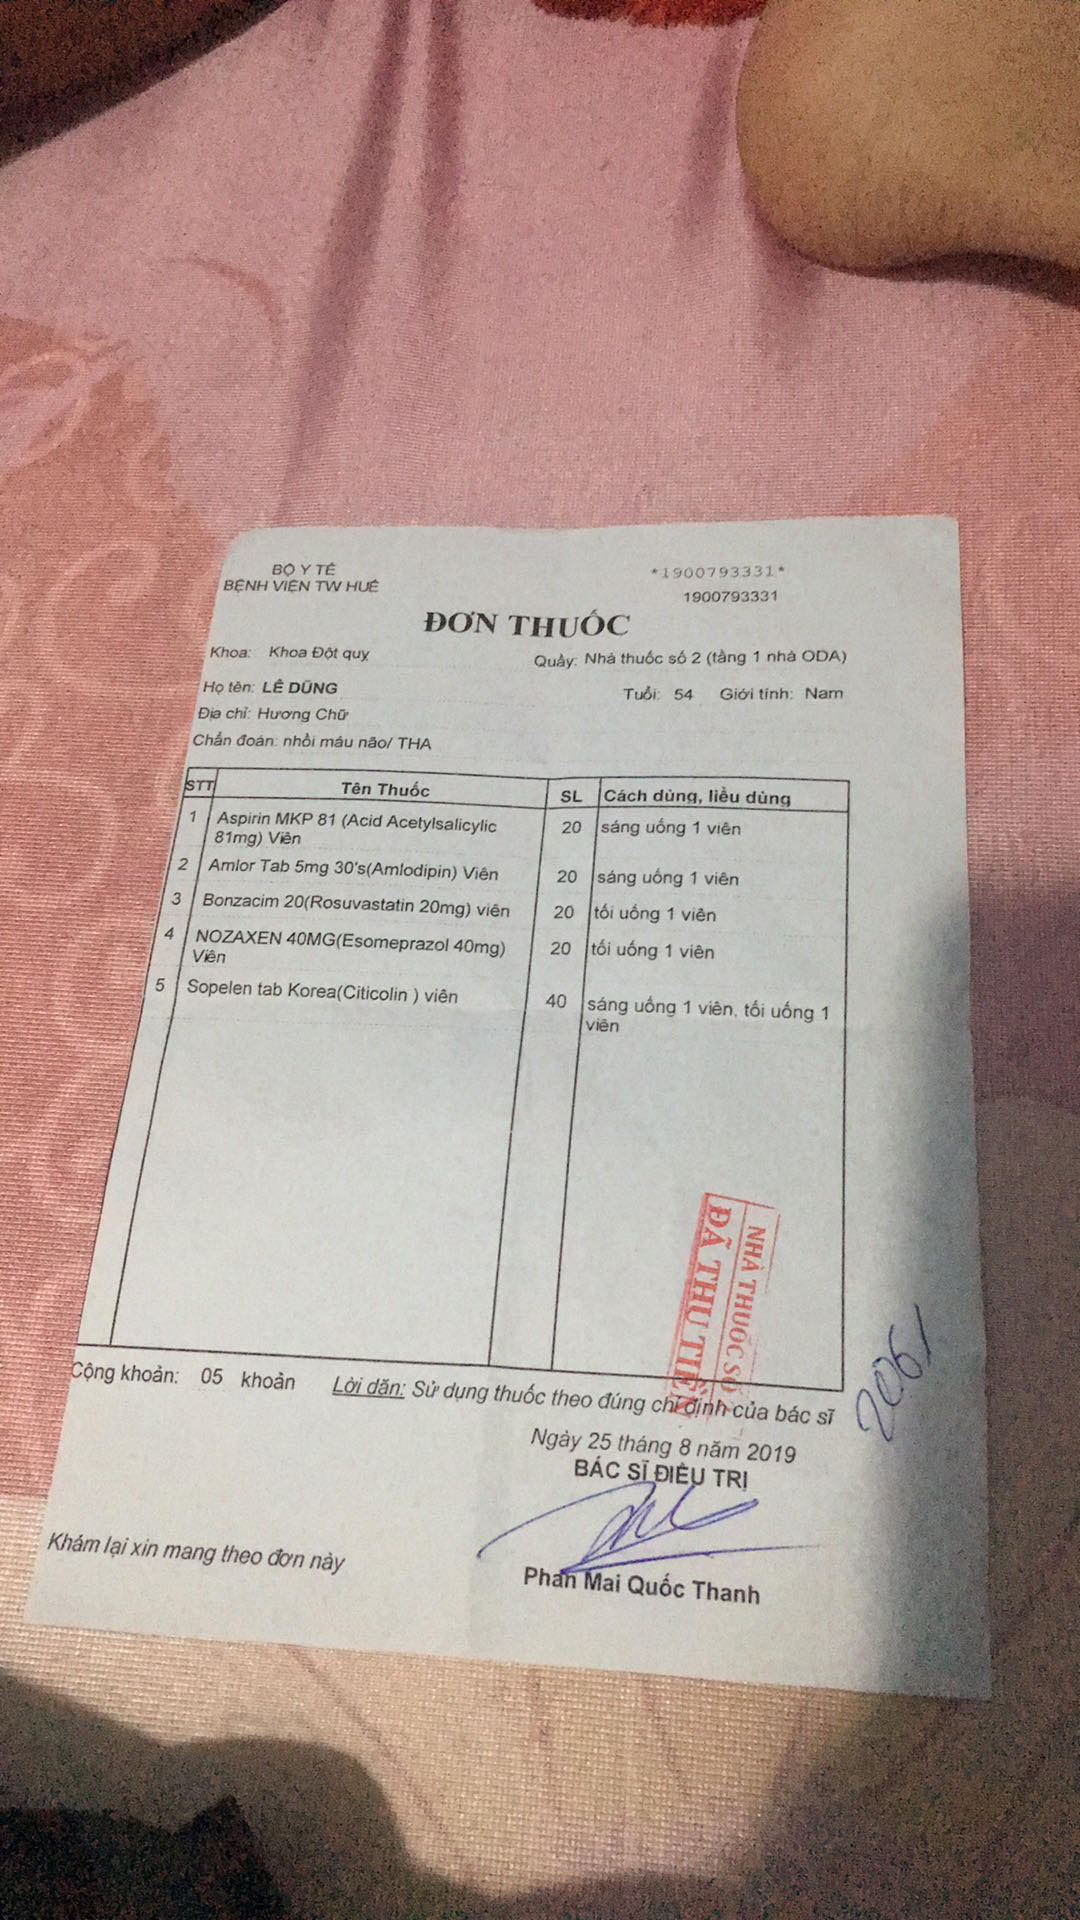 BỘ Y TẾ
BỆNH VIỆN TW HUẾ
*1900793331*
1900793331
ĐƠN THUỐC
Khoa: Khoa Đột quỵ
Quầy: Nhà thuốc số 2 (tầng 1 nhà ODA)
Họ tên: LÊ DŨNG
Tuổi: 54 Giới tính: Nam
Địa chỉ: Hương Chữ
Chẩn đoán: nhồi máu não/ THA
STT Tên Thuốc SL Cách dùng, liều dùng
1 Aspirin MKP 81 (Acid Acetylsalicylic 20 sáng uống 1 viên
81mg) Viên
2 Amlor Tab 5mg 30's(Amlodipin) Viên 20 sáng uống 1 viên
3 Bonzacim 20(Rosuvastatin 20mg) viên 20 tối uống 1 viên
4 NOZAXEN 40MG(Esomeprazol 40mg) 20 tối uống 1 viên
Viên
5 Sopelen tab Korea(Citicolin ) viên 40 sáng uống 1 viên, tối uống 1
viên
NHÀ THUỐC SỐ
ĐÃ THU TIỀN
Cộng khoản: 05 khoản
Lời dặn: Sử dụng thuốc theo đúng chỉ định của bác sĩ
Ngày 25 tháng 8 năm 2019
BÁC SĨ ĐIỀU TRỊ
Khám lại xin mang theo đơn này
Phan Mai Quốc Thanh